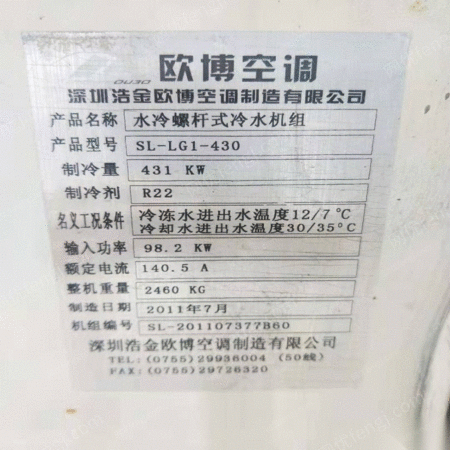 OUBO
欧博空调
深圳浩金欧博空调制造有限公司
产品名称 水冷螺杆式冷水机组
产品型号 SL-LG1-430
制冷量 431 KW
制冷剂 R22
名义工况条件 冷冻水进出水温度12/7℃
冷却水进出水温度30/35℃
输入功率 98.2 KW
额定电流 140.5 A
整机重量 2460 KG
制造日期 2011年7月
机组编号 SL-201107377B60
深圳浩金欧博空调制造有限公司
TEL:(0755)29936004 (50线)
FAX:(0755)29726320